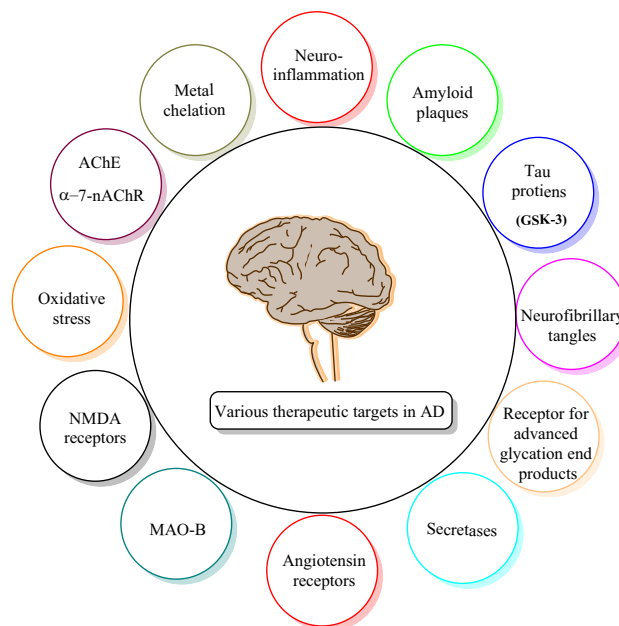 Neuro-
inflammation
Amyloid
plaques
Tau
protiens
(GSK-3)
Neurofibrillary
tangles
Receptor for
advanced
glycation end
products
Secretases
Angiotensin
receptors
MAO-B
NMDA
receptors
Oxidative
stress
AChE
α–7-nAChR
Metal
chelation
Various therapeutic targets in AD